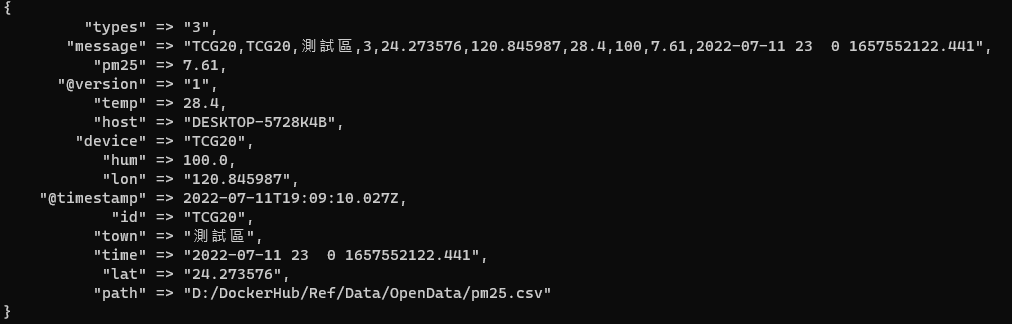 {
"types" => "3",
"message" => "TCG20,TCG20,測試區,3,24.273576,120.845987,28.4,100,7.61,2022-07-11 23  0 1657552122.441",
"pm25" => 7.61,
"@version" => "1",
"temp" => 28.4,
"host" => "DESKTOP-5728K4B",
"device" => "TCG20",
"hum" => 100.0,
"lon" => "120.845987",
"@timestamp" => 2022-07-11T19:09:10.027Z,
"id" => "TCG20",
"town" => "測試區",
"time" => "2022-07-11 23  0 1657552122.441",
"lat" => "24.273576",
"path" => "D:/DockerHub/Ref/Data/OpenData/pm25.csv"
}